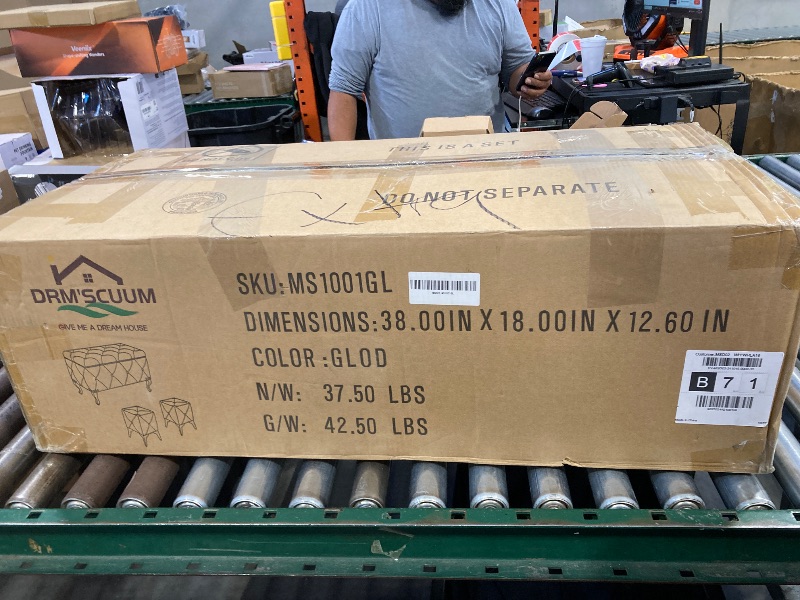 Veernia
THIS IS A SET
DO NOT SEPARATE
DRM'SCUUM
GIVE ME A DREAM HOUSE
SKU:MS1001GL
DIMENSIONS:38.00IN X 18.00IN X 12.60 IN
COLOR:GLOD
N/W: 37.50 LBS
G/W: 42.50 LBS
B 7 1